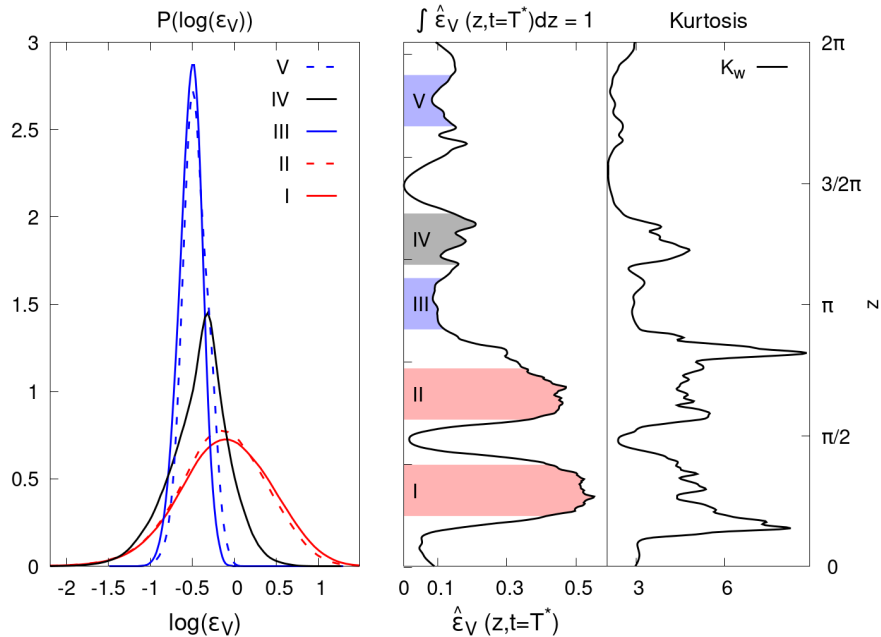 P(log(ε_V))
∫ ε̂_V (z,t=T^*)dz = 1
Kurtosis
3
2.5
2
1.5
1
0.5
0
V
IV
III
II
I
-2
-1.5
-1
-0.5
0
0.5
1
log(ε_V)
V
IV
III
II
I
0
0.1
0.3
0.5
ε̂_V (z,t=T^*)
K_w
3
6
2π
3/2π
π
π/2
0
z